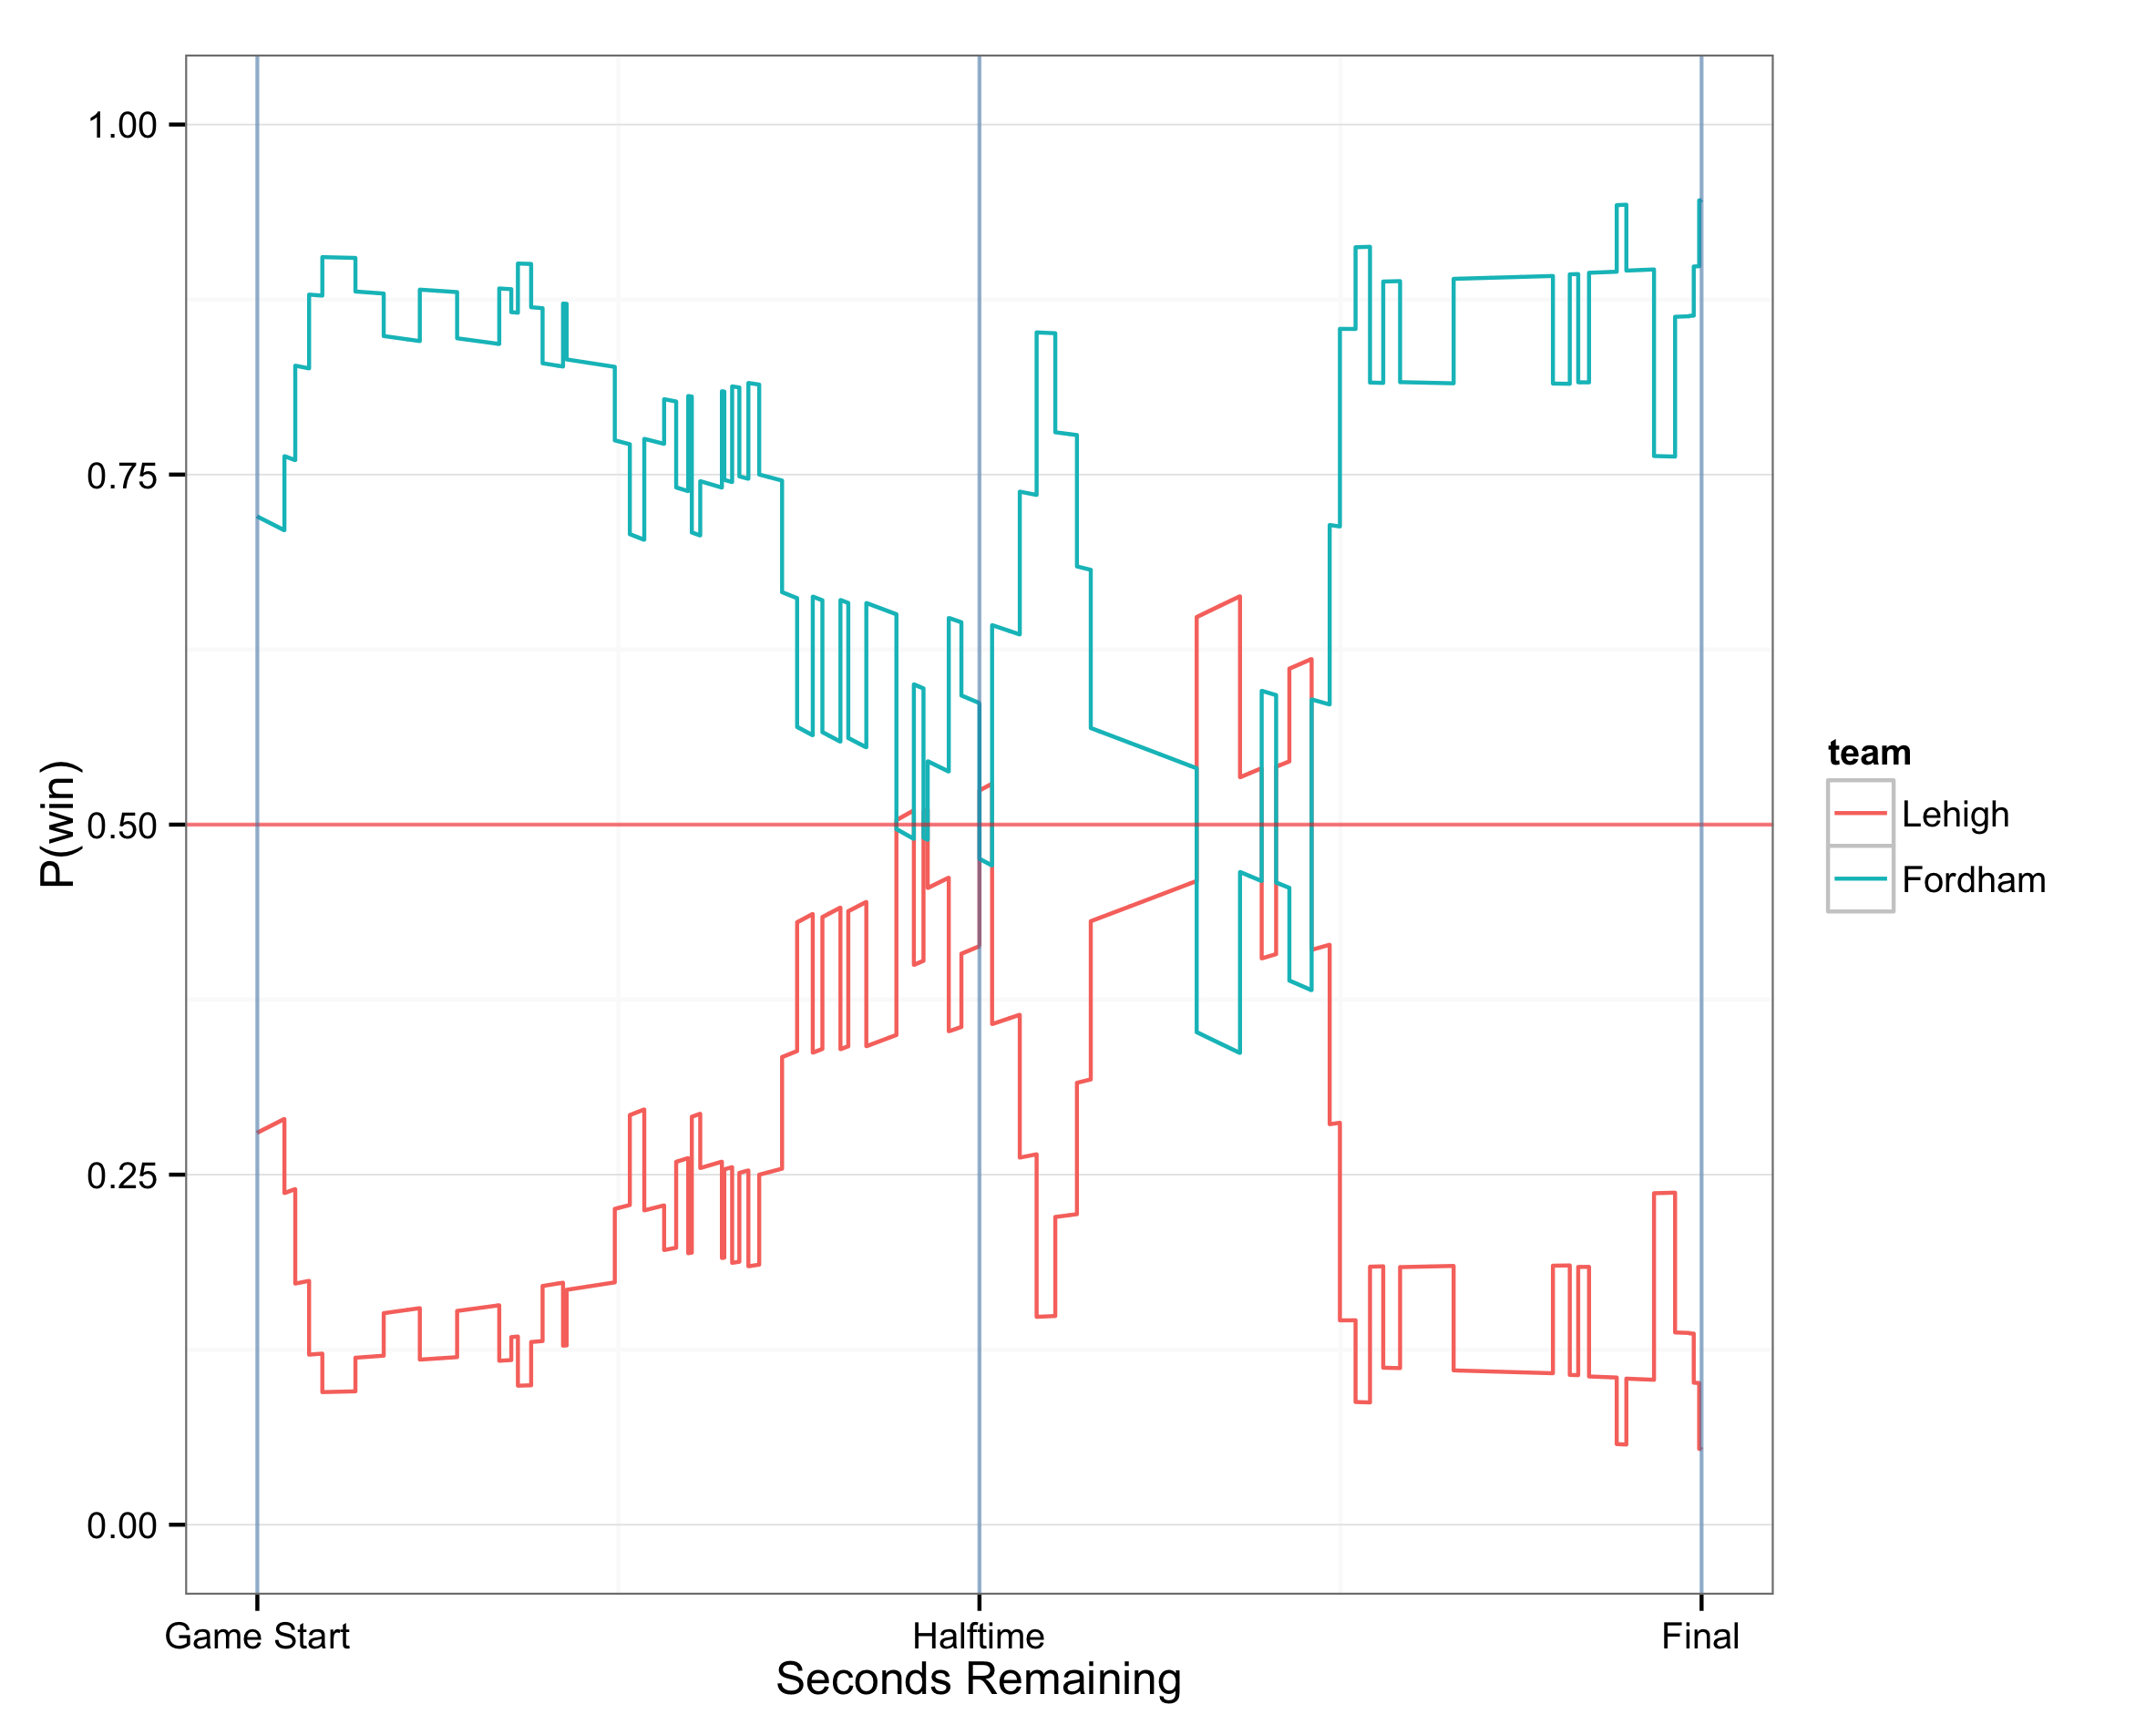 P(win)
1.00
0.75
0.50
0.25
0.00
Game Start
Halftime
Final
Seconds Remaining
team
Lehigh
Fordham